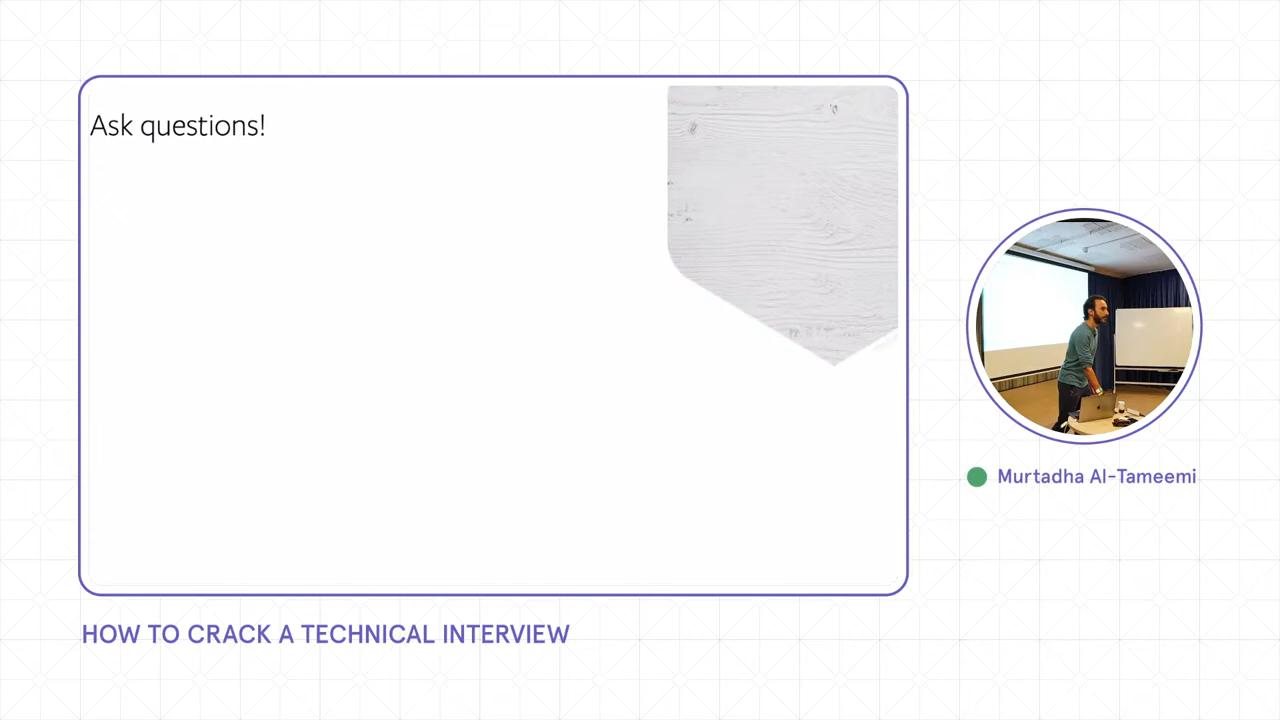 Ask questions!
Murtadha Al-Tameemi
HOW TO CRACK A TECHNICAL INTERVIEW